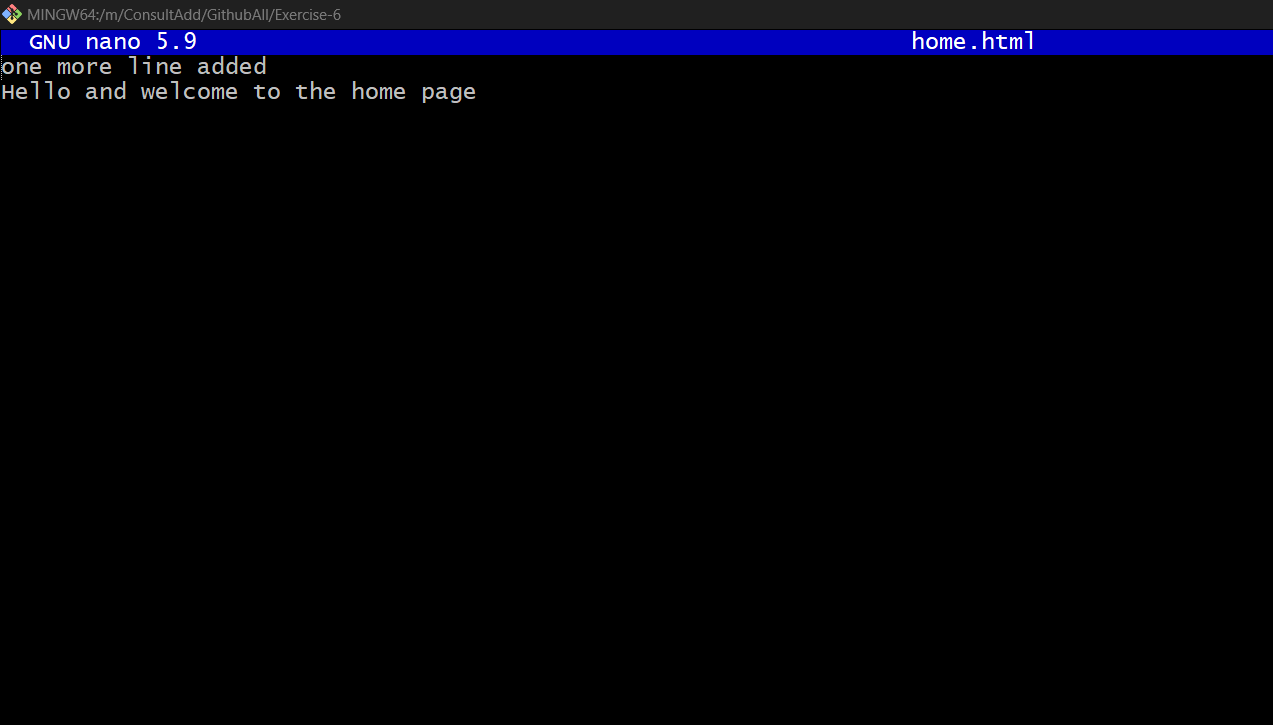 MINGW64:/m/ConsultAdd/GithubAll/Exercise-6
GNU nano 5.9 home.html
one more line added
Hello and welcome to the home page